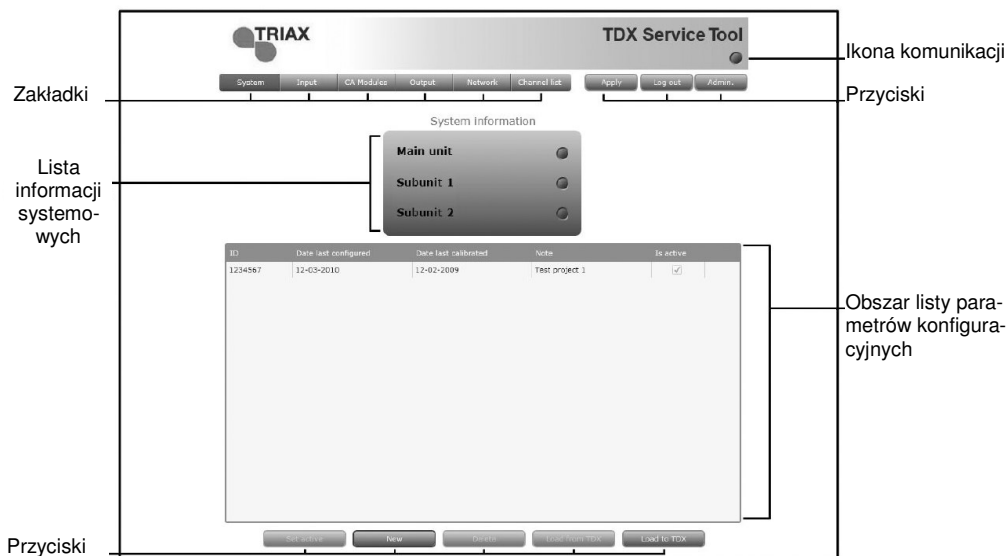 TRIAX
TDX Service Tool
Ikona komunikacji
System Input CA Modules Output Network Channel list Apply Log out Admin.
Zakładki
Przyciski
System Information
Main unit
Subunit 1
Subunit 2
Lista
informacji
systemo-
wych
ID Date last configured Date last calibrated Note Is active
1234567 12-03-2010 12-02-2009 Test project 1
Obszar listy para-
metrów konfigura-
cyjnych
Set active New Delete Load from TDX Load to TDX
Przyciski